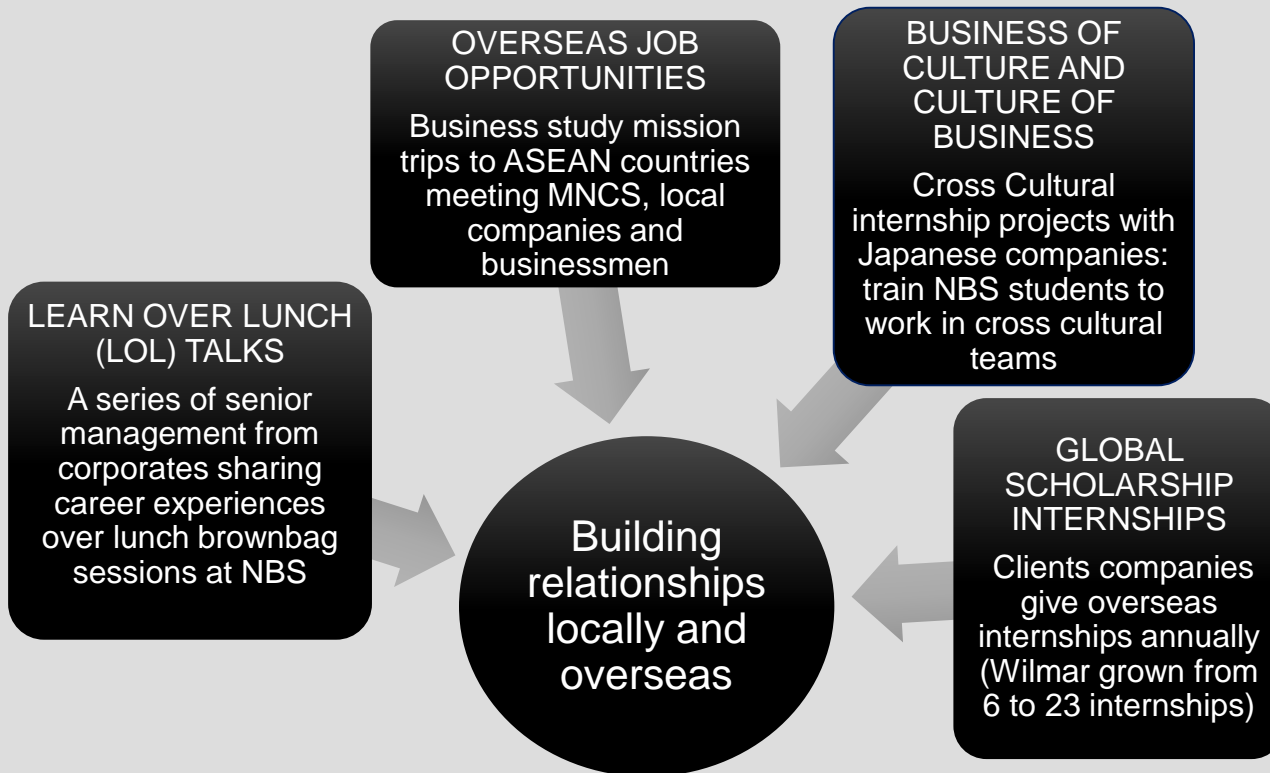 OVERSEAS JOB
OPPORTUNITIES
Business study mission
trips to ASEAN countries
meeting MNCS, local
companies and
businessmen
BUSINESS OF
CULTURE AND
CULTURE OF
BUSINESS
Cross Cultural
internship projects with
Japanese companies:
train NBS students to
work in cross cultural
teams
LEARN OVER LUNCH
(LOL) TALKS
A series of senior
management from
corporates sharing
career experiences
over lunch brownbag
sessions at NBS
GLOBAL
SCHOLARSHIP
INTERNSHIPS
Clients companies
give overseas
internships annually
(Wilmar grown from
6 to 23 internships)
Building
relationships
locally and
overseas